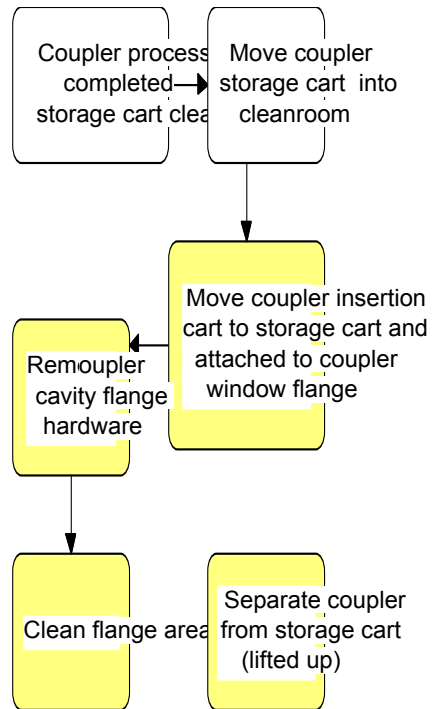 Coupler process
completed
storage cart clea
Move coupler
storage cart into
cleanroom
Move coupler insertion
cart to storage cart and
attached to coupler
window flange
Remoupler
cavity flange
hardware
Clean flange area
Separate coupler
from storage cart
(lifted up)